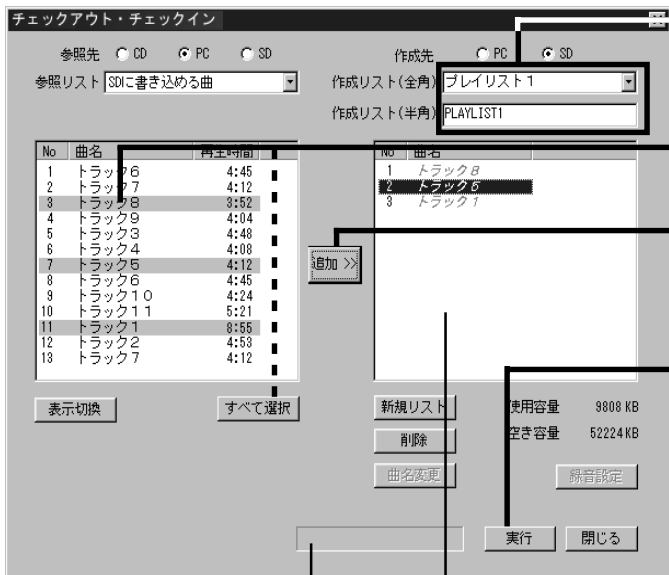 チェックアウト・チェックイン
参照先 CD PC SD
作成先 PC SD
参照リスト SDに書き込める曲
作成リスト(全角) プレイリスト1
作成リスト(半角) PLAYLIST1
No 曲名 再生時間
1 トラック6 4:45
2 トラック7 4:12
3 トラック8 3:52
4 トラック9 4:04
5 トラック3 4:48
6 トラック4 4:08
7 トラック5 4:12
8 トラック6 4:45
9 トラック10 4:24
10 トラック11 5:21
11 トラック1 8:55
12 トラック2 4:53
13 トラック7 4:12
追加 >>
No 曲名
1 トラック8
2 トラック5
3 トラック1
表示切換 すべて選択
新規リスト
削除
曲名変更
使用容量 9808 KB
空き容量 52224 KB
録音設定
実行 閉じる